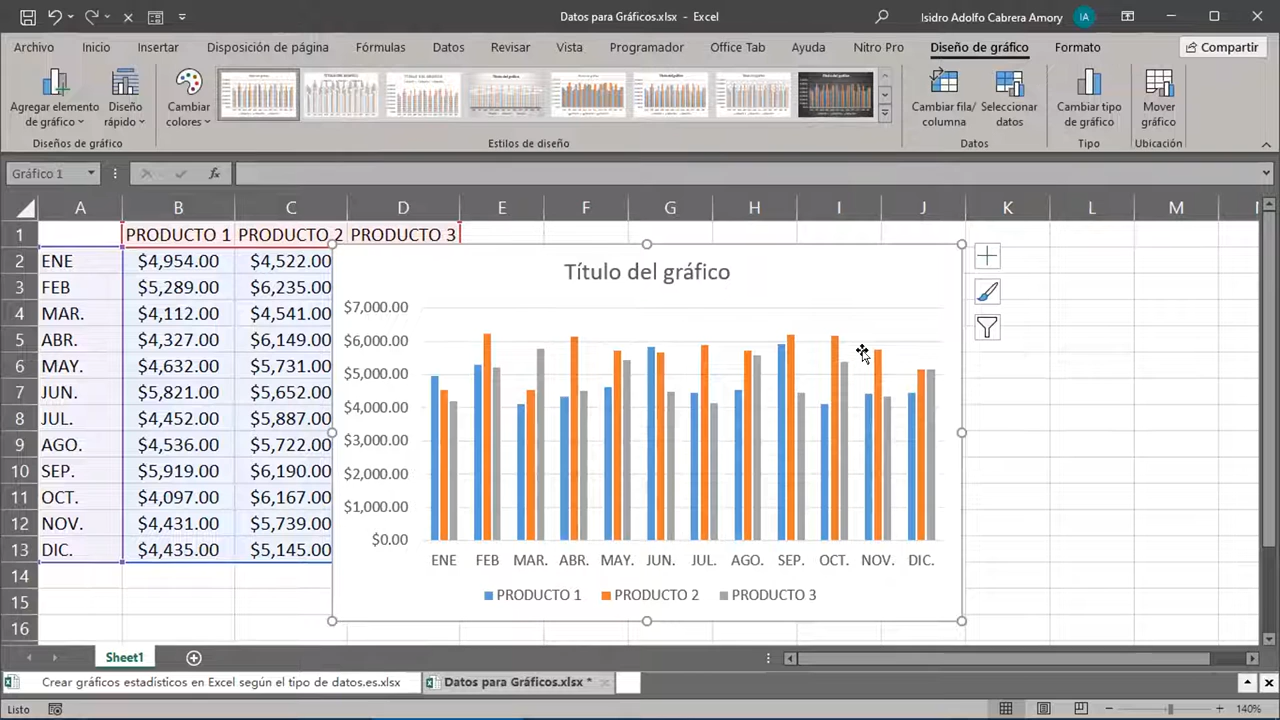 Datos para Gráficos.xlsx - Excel
Isidro Adolfo Cabrera Amory IA
Archivo Inicio Insertar Disposición de página Fórmulas Datos Revisar Vista Programador Office Tab Ayuda Nitro Pro Diseño de gráfico Formato Compartir
Agregar elemento
de gráfico
Diseño
rápido
Cambiar
colores
Cambiar fila/
columna
Seleccionar
datos
Cambiar tipo
de gráfico
Mover
gráfico
Diseños de gráfico Estilos de diseño Datos Tipo Ubicación
Gráfico 1 fx
A B C D E F G H I J K L M
1 PRODUCTO 1 PRODUCTO 2 PRODUCTO 3
2 ENE $4,954.00 $4,522.00
3 FEB $5,289.00 $6,235.00
4 MAR. $4,112.00 $4,541.00
5 ABR. $4,327.00 $6,149.00
6 MAY. $4,632.00 $5,731.00
7 JUN. $5,821.00 $5,652.00
8 JUL. $4,452.00 $5,887.00
9 AGO. $4,536.00 $5,722.00
10 SEP. $5,919.00 $6,190.00
11 OCT. $4,097.00 $6,167.00
12 NOV. $4,431.00 $5,739.00
13 DIC. $4,435.00 $5,145.00
14
15
16
Título del gráfico
$7,000.00
$6,000.00
$5,000.00
$4,000.00
$3,000.00
$2,000.00
$1,000.00
$0.00
ENE FEB MAR. ABR. MAY. JUN. JUL. AGO. SEP. OCT. NOV. DIC.
PRODUCTO 1 PRODUCTO 2 PRODUCTO 3
Sheet1
Crear gráficos estadísticos en Excel según el tipo de datos.es.xlsx Datos para Gráficos.xlsx *
Listo 140%